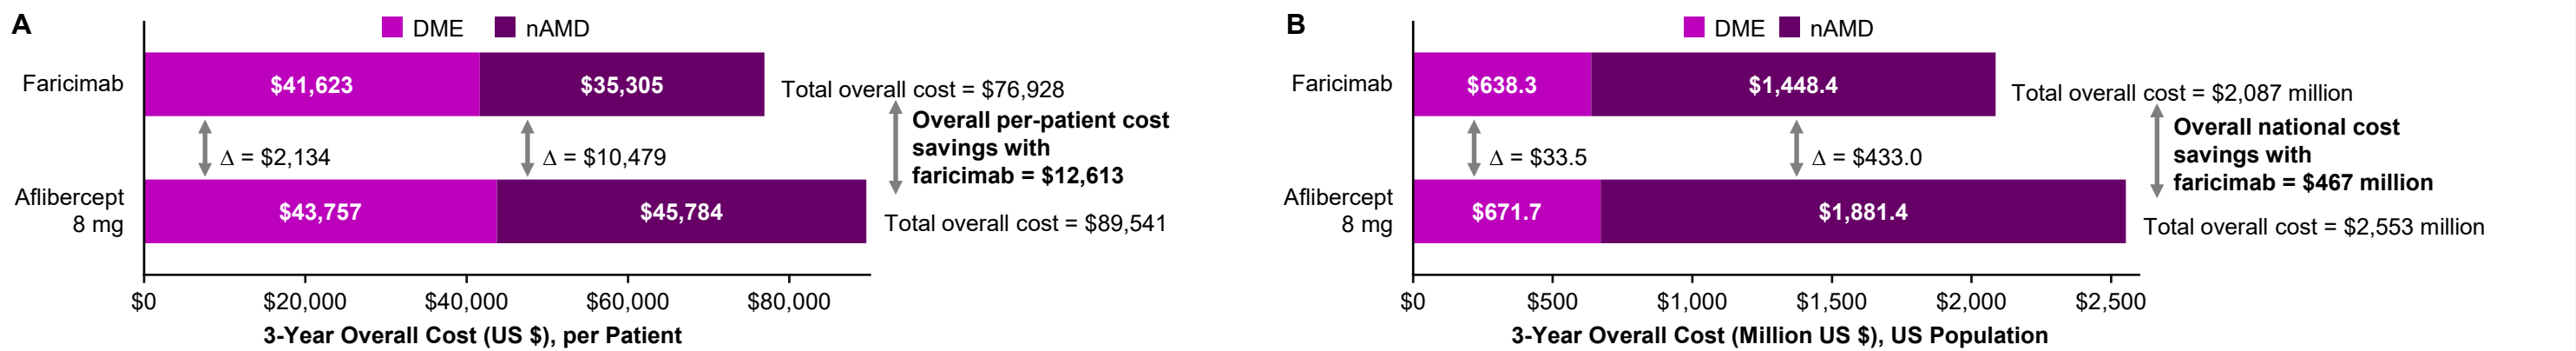 A
DME nAMD
Faricimab
$41,623 $35,305
Total overall cost = $76,928
Δ = $2,134
Δ = $10,479
Overall per-patient cost
savings with
faricimab = $12,613
Aflibercept
8 mg
$43,757 $45,784
Total overall cost = $89,541
$0 $20,000 $40,000 $60,000 $80,000
3-Year Overall Cost (US $), per Patient
B
DME nAMD
Faricimab
$638.3 $1,448.4
Total overall cost = $2,087 million
Δ = $33.5
Δ = $433.0
Overall national cost
savings with
faricimab = $467 million
Aflibercept
8 mg
$671.7 $1,881.4
Total overall cost = $2,553 million
$0 $500 $1,000 $1,500 $2,000 $2,500
3-Year Overall Cost (Million US $), US Population